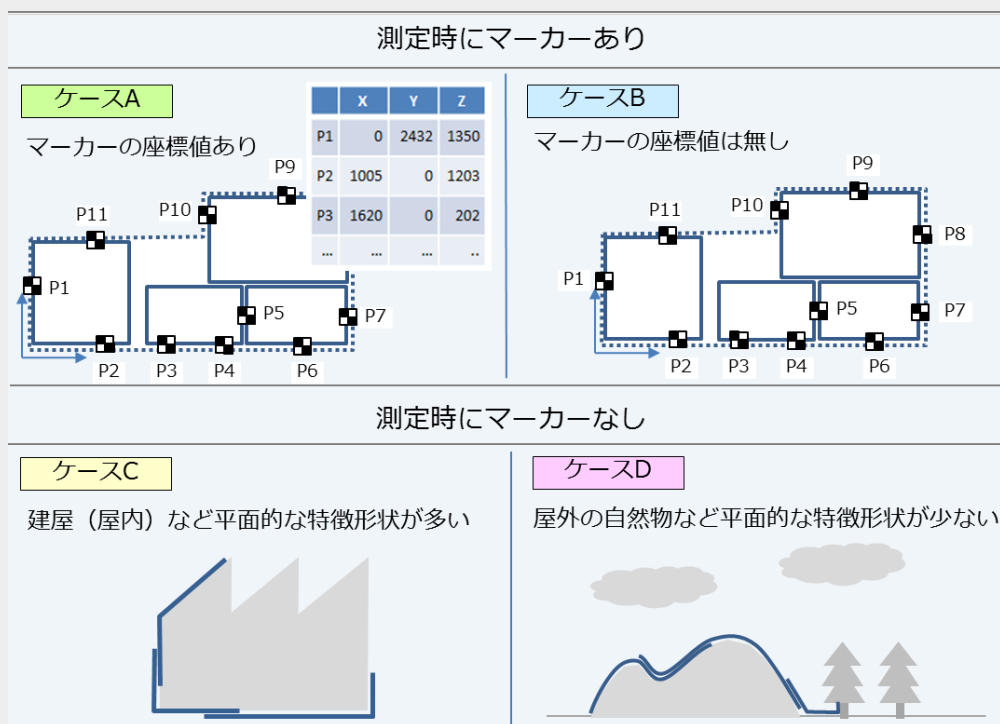 測定時にマーカーあり
ケースA
マーカーの座標値あり
X Y Z
P1 0 2432 1350
P2 1005 0 1203
P3 1620 0 202
... ... ... ..
P9
P10
P11
P1
P5
P7
P2
P3
P4
P6
ケースB
マーカーの座標値は無し
P9
P10
P11
P8
P1
P5
P7
P2
P3
P4
P6
測定時にマーカーなし
ケースC
建屋（屋内）など平面的な特徴形状が多い
ケースD
屋外の自然物など平面的な特徴形状が少ない